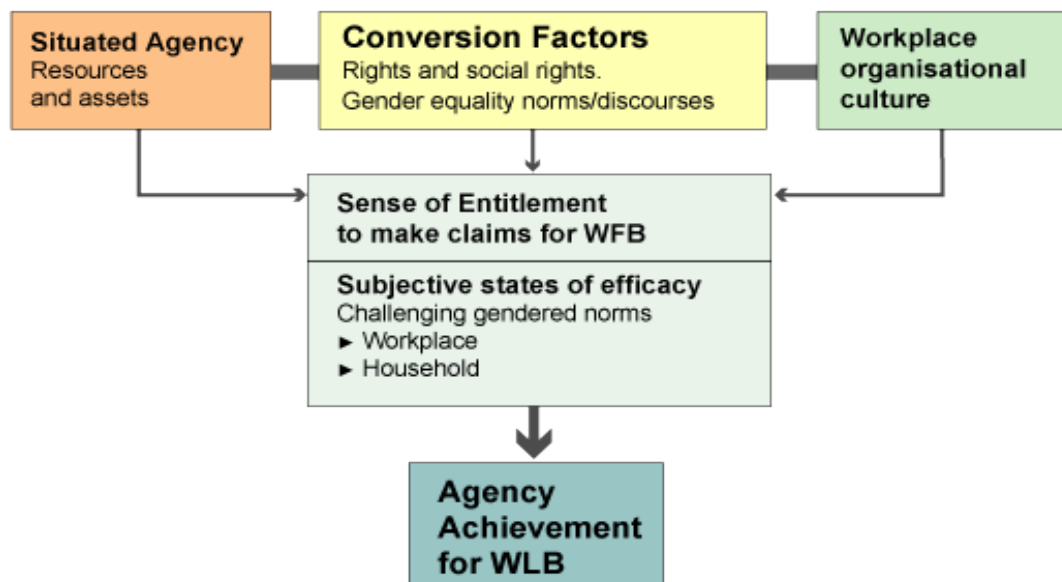 Situated Agency
Resources
and assets
Conversion Factors
Rights and social rights.
Gender equality norms/discourses
Workplace
organisational
culture
Sense of Entitlement
to make claims for WFB
Subjective states of efficacy
Challenging gendered norms
► Workplace
► Household
Agency
Achievement
for WLB